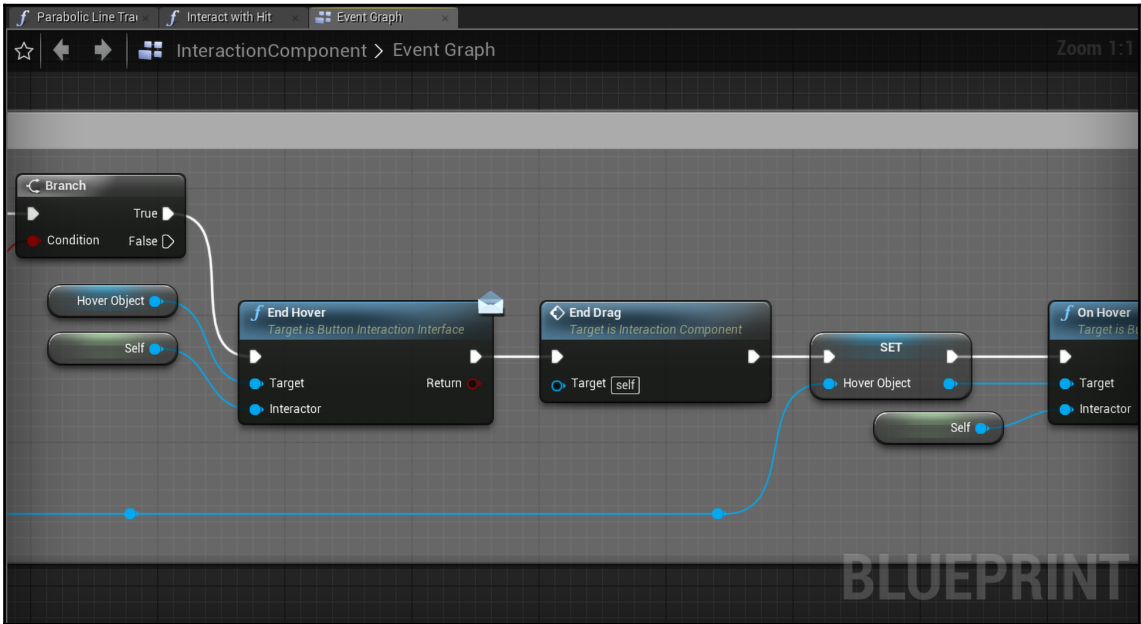 Parabolic Line Tra
Interact with Hit
Event Graph
InteractionComponent > Event Graph
Zoom 1:1
Branch
True
Condition
False
Hover Object
Self
End Hover
Target is Button Interaction Interface
Target
Return
Interactor
End Drag
Target is Interaction Component
Target self
SET
Hover Object
Self
On Hover
Target is
Target
Interactor
BLUEPRINT